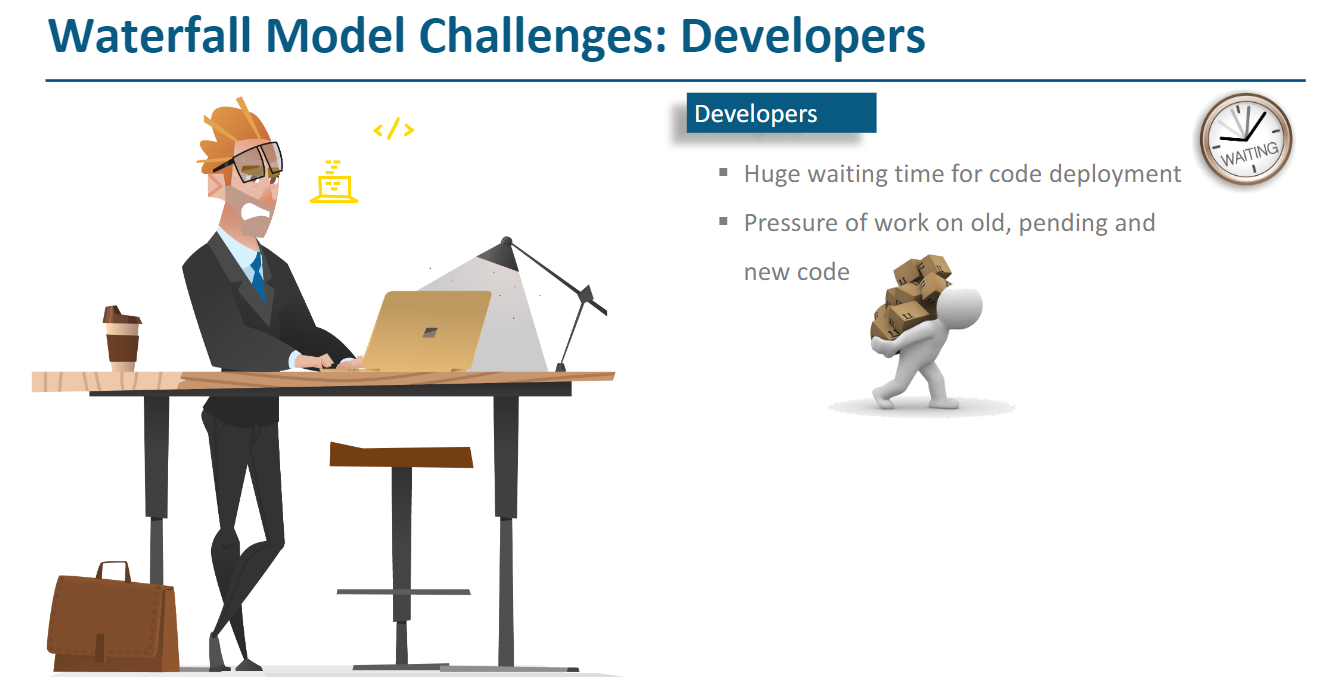 Waterfall Model Challenges: Developers
Developers
WAITING
▪ Huge waiting time for code deployment
▪ Pressure of work on old, pending and
new code